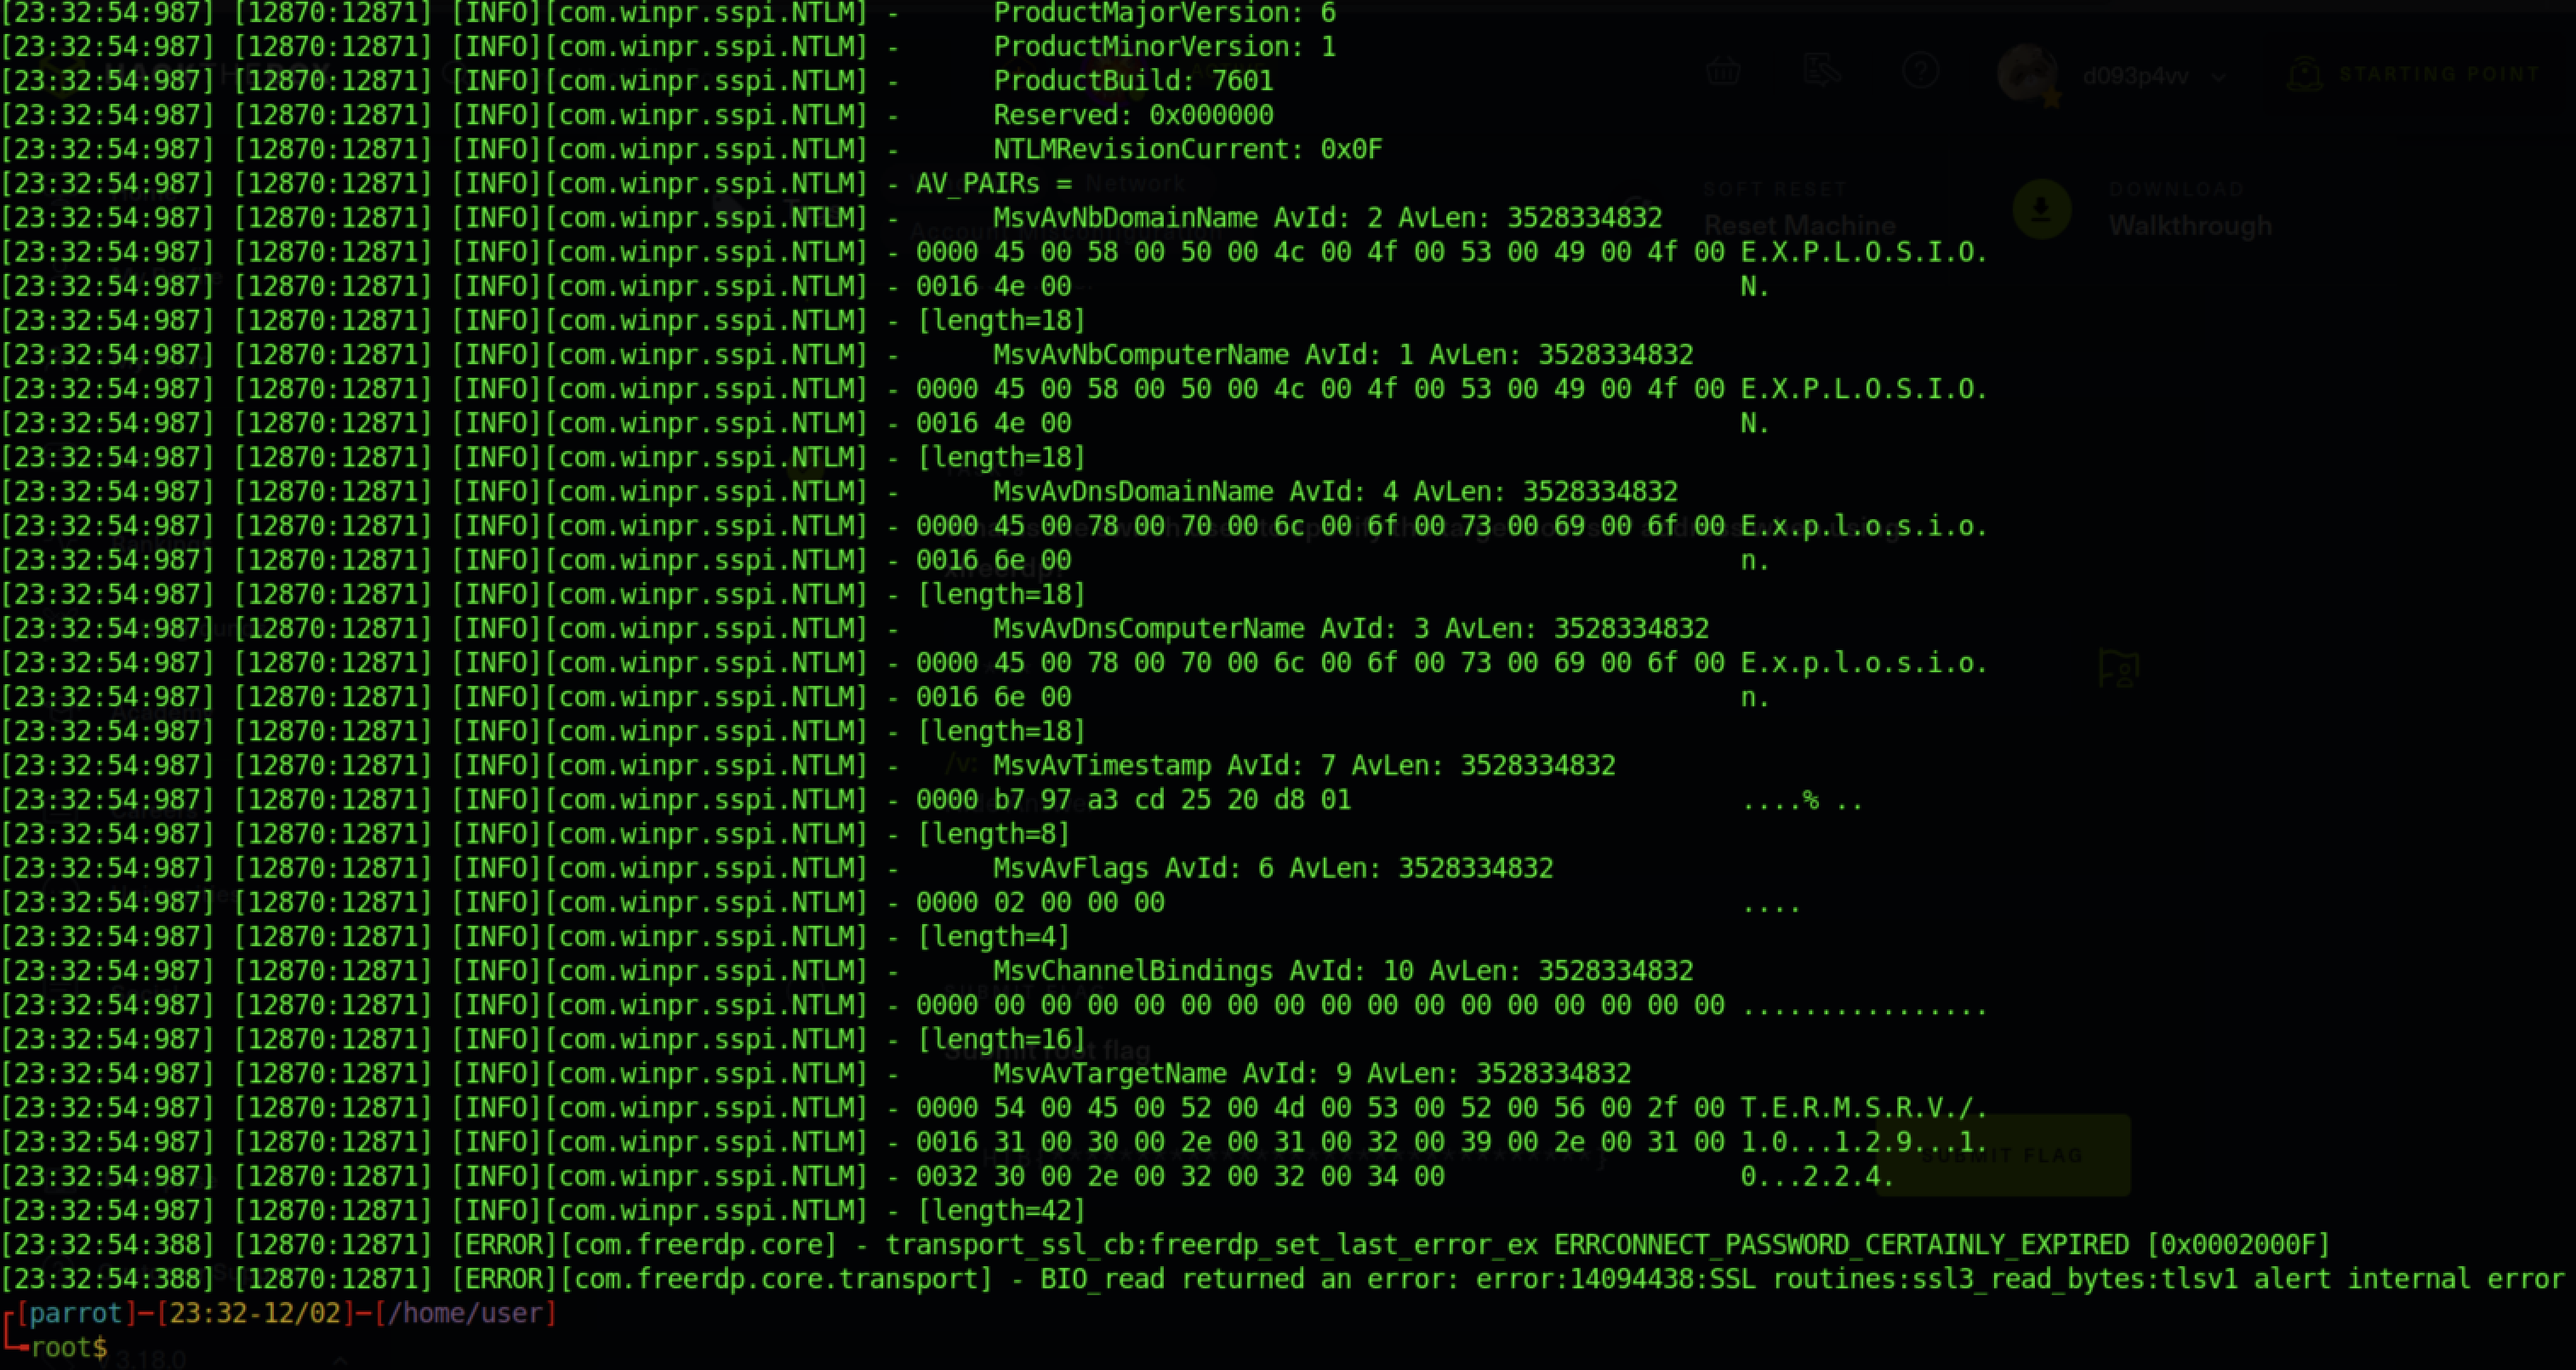 [23:32:54:987] [12870:12871] [INFO][com.winpr.sspi.NTLM] -      ProductMajorVersion: 6
[23:32:54:987] [12870:12871] [INFO][com.winpr.sspi.NTLM] -      ProductMinorVersion: 1
[23:32:54:987] [12870:12871] [INFO][com.winpr.sspi.NTLM] -      ProductBuild: 7601
d093p4vv
STARTING POINT
[23:32:54:987] [12870:12871] [INFO][com.winpr.sspi.NTLM] -      Reserved: 0x000000
[23:32:54:987] [12870:12871] [INFO][com.winpr.sspi.NTLM] -      NTLMRevisionCurrent: 0x0F
[23:32:54:987] [12870:12871] [INFO][com.winpr.sspi.NTLM] - AV_PAIRs =
Network
SOFT RESET
Reset Machine
DOWNLOAD
Walkthrough
[23:32:54:987] [12870:12871] [INFO][com.winpr.sspi.NTLM] -      MsvAvNbDomainName AvId: 2 AvLen: 3528334832
[23:32:54:987] [12870:12871] [INFO][com.winpr.sspi.NTLM] - 0000 45 00 58 00 50 00 4c 00 4f 00 53 00 49 00 4f 00 E.X.P.L.O.S.I.O.
[23:32:54:987] [12870:12871] [INFO][com.winpr.sspi.NTLM] - 0016 4e 00                                           N.
[23:32:54:987] [12870:12871] [INFO][com.winpr.sspi.NTLM] - [length=18]
[23:32:54:987] [12870:12871] [INFO][com.winpr.sspi.NTLM] -      MsvAvNbComputerName AvId: 1 AvLen: 3528334832
[23:32:54:987] [12870:12871] [INFO][com.winpr.sspi.NTLM] - 0000 45 00 58 00 50 00 4c 00 4f 00 53 00 49 00 4f 00 E.X.P.L.O.S.I.O.
[23:32:54:987] [12870:12871] [INFO][com.winpr.sspi.NTLM] - 0016 4e 00                                           N.
[23:32:54:987] [12870:12871] [INFO][com.winpr.sspi.NTLM] - [length=18]
[23:32:54:987] [12870:12871] [INFO][com.winpr.sspi.NTLM] -      MsvAvDnsDomainName AvId: 4 AvLen: 3528334832
[23:32:54:987] [12870:12871] [INFO][com.winpr.sspi.NTLM] - 0000 45 00 78 00 70 00 6c 00 6f 00 73 00 69 00 6f 00 E.x.p.l.o.s.i.o.
[23:32:54:987] [12870:12871] [INFO][com.winpr.sspi.NTLM] - 0016 6e 00                                           n.
[23:32:54:987] [12870:12871] [INFO][com.winpr.sspi.NTLM] - [length=18]
[23:32:54:987] [12870:12871] [INFO][com.winpr.sspi.NTLM] -      MsvAvDnsComputerName AvId: 3 AvLen: 3528334832
[23:32:54:987] [12870:12871] [INFO][com.winpr.sspi.NTLM] - 0000 45 00 78 00 70 00 6c 00 6f 00 73 00 69 00 6f 00 E.x.p.l.o.s.i.o.
[23:32:54:987] [12870:12871] [INFO][com.winpr.sspi.NTLM] - 0016 6e 00                                           n.
[23:32:54:987] [12870:12871] [INFO][com.winpr.sspi.NTLM] - [length=18]
[23:32:54:987] [12870:12871] [INFO][com.winpr.sspi.NTLM] -      MsvAvTimestamp AvId: 7 AvLen: 3528334832
/v:
[23:32:54:987] [12870:12871] [INFO][com.winpr.sspi.NTLM] - 0000 b7 97 a3 cd 25 20 d8 01                         ....% ..
[23:32:54:987] [12870:12871] [INFO][com.winpr.sspi.NTLM] - [length=8]
[23:32:54:987] [12870:12871] [INFO][com.winpr.sspi.NTLM] -      MsvAvFlags AvId: 6 AvLen: 3528334832
[23:32:54:987] [12870:12871] [INFO][com.winpr.sspi.NTLM] - 0000 02 00 00 00                                     ....
[23:32:54:987] [12870:12871] [INFO][com.winpr.sspi.NTLM] - [length=4]
[23:32:54:987] [12870:12871] [INFO][com.winpr.sspi.NTLM] -      MsvChannelBindings AvId: 10 AvLen: 3528334832
[23:32:54:987] [12870:12871] [INFO][com.winpr.sspi.NTLM] - 0000 00 00 00 00 00 00 00 00 00 00 00 00 00 00 00 00 ................
[23:32:54:987] [12870:12871] [INFO][com.winpr.sspi.NTLM] - [length=16]
Submit root flag
[23:32:54:987] [12870:12871] [INFO][com.winpr.sspi.NTLM] -      MsvAvTargetName AvId: 9 AvLen: 3528334832
[23:32:54:987] [12870:12871] [INFO][com.winpr.sspi.NTLM] - 0000 54 00 45 00 52 00 4d 00 53 00 52 00 56 00 2f 00 T.E.R.M.S.R.V./.
[23:32:54:987] [12870:12871] [INFO][com.winpr.sspi.NTLM] - 0016 31 00 30 00 2e 00 31 00 32 00 39 00 2e 00 31 00 1.0...1.2.9...1.
SUBMIT FLAG
[23:32:54:987] [12870:12871] [INFO][com.winpr.sspi.NTLM] - 0032 30 00 2e 00 32 00 32 00 34 00                   0...2.2.4.
[23:32:54:987] [12870:12871] [INFO][com.winpr.sspi.NTLM] - [length=42]
[23:32:54:388] [12870:12871] [ERROR][com.freerdp.core] - transport_ssl_cb:freerdp_set_last_error_ex ERRCONNECT_PASSWORD_CERTAINLY_EXPIRED [0x0002000F]
[23:32:54:388] [12870:12871] [ERROR][com.freerdp.core.transport] - BIO_read returned an error: error:14094438:SSL routines:ssl3_read_bytes:tlsv1 alert internal error
[parrot]─[23:32-12/02]─[/home/user]
root$
3.18.0